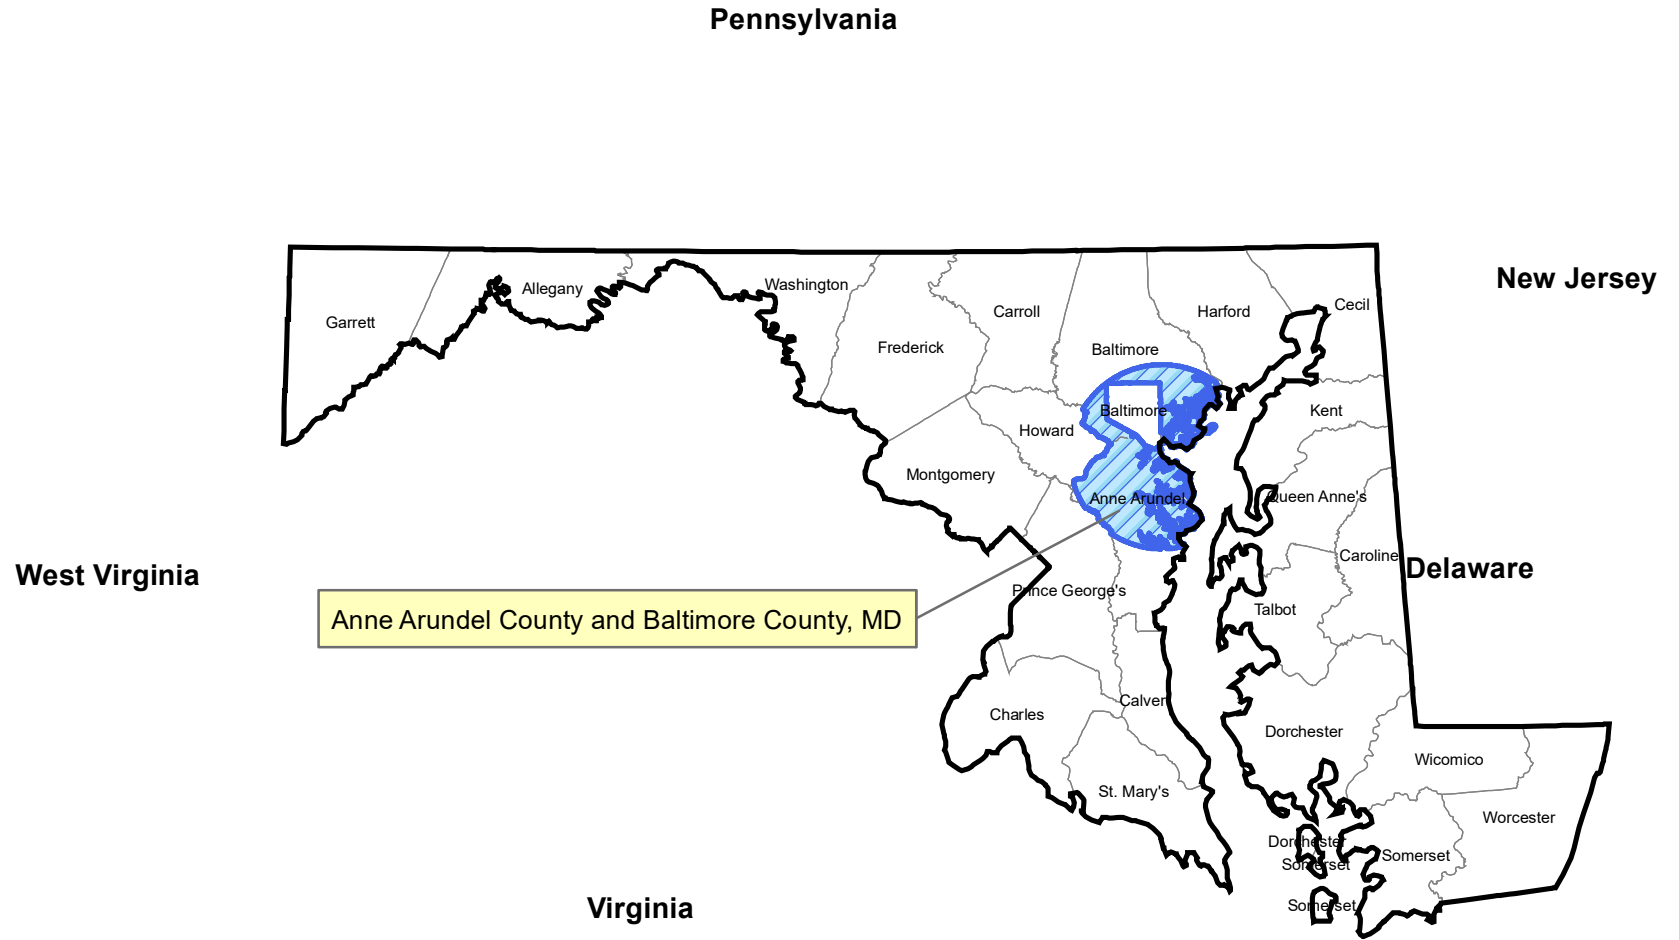 Pennsylvania
New Jersey
Washington
Allegany
Cecil
Carroll
Harford
Garrett
Frederick
Baltimore
Baltimore
Kent
Howard
Montgomery
Queen Anne's
Anne Arundel
Caroline
Delaware
West Virginia
Prince George's
Talbot
Anne Arundel County and Baltimore County, MD
Calver
Charles
Dorchester
Wicomico
St. Mary's
Worcester
Dorchester
Somerset
Somerset
Somerset
Virginia